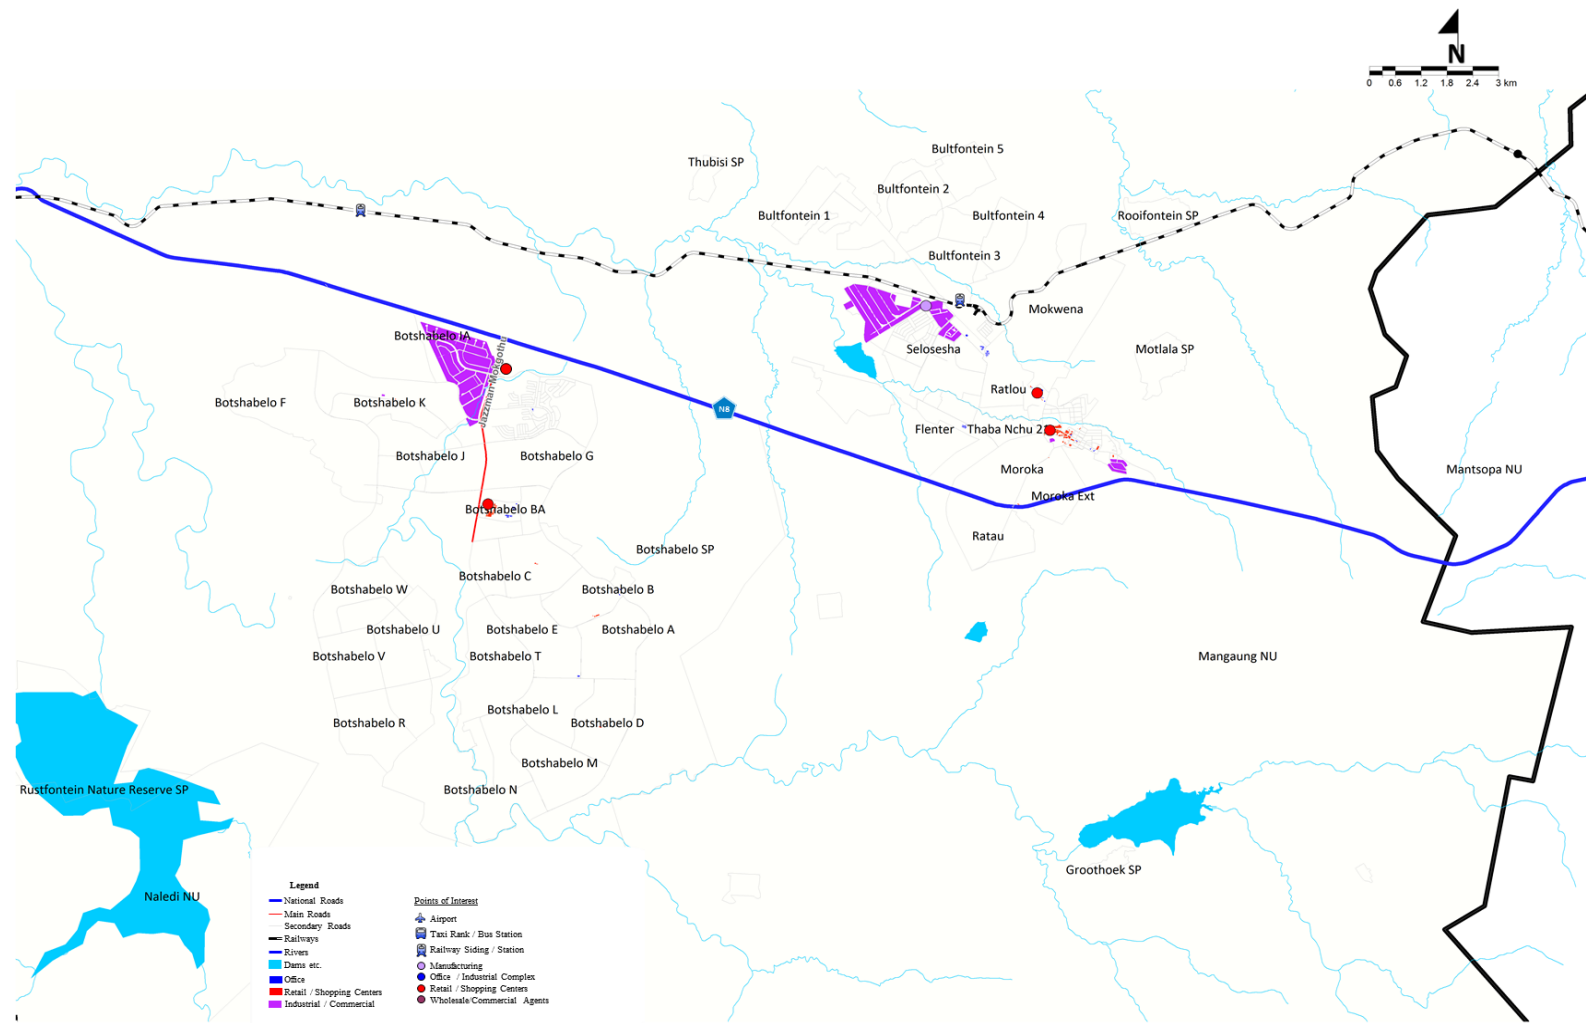 N
0 0.6 1.2 1.8 2.4 3 km
Bultfontein 5
Thubisi SP
Bultfontein 2
Bultfontein 1
Bultfontein 4
Rooifontein SP
Bultfontein 3
Mokwena
Botshabelo IA
Jazzman Mokgothu
Selosesha
Motlala SP
Ratlou
Botshabelo F
Botshabelo K
N8
Flenter
Thaba Nchu 2
Botshabelo J
Botshabelo G
Moroka
Mantsopa NU
Moroka Ext
Botshabelo BA
Ratau
Botshabelo SP
Botshabelo C
Botshabelo W
Botshabelo B
Botshabelo U
Botshabelo E
Botshabelo A
Botshabelo V
Botshabelo T
Mangaung NU
Botshabelo L
Botshabelo R
Botshabelo D
Botshabelo M
Rustfontein Nature Reserve SP
Botshabelo N
Groothoek SP
Naledi NU
Legend
National Roads
Main Roads
Secondary Roads
Railways
Rivers
Dams etc.
Office
Retail / Shopping Centers
Industrial / Commercial
Points of Interest
Airport
Taxi Rank / Bus Station
Railway Siding / Station
Manufacturing
Office / Industrial Complex
Retail / Shopping Centers
Wholesale/Commercial Agents